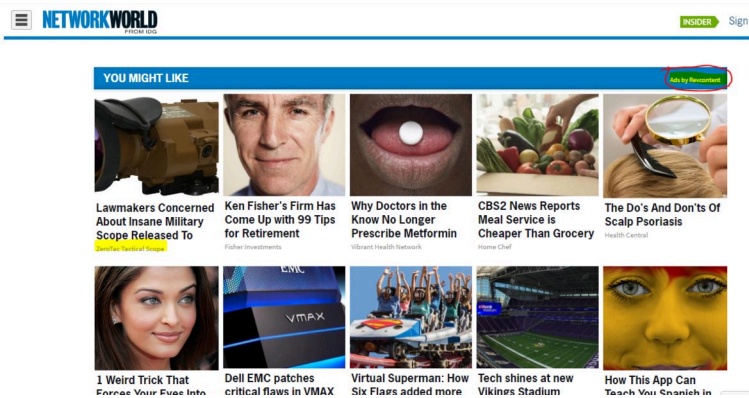 NETWORKWORLD
FROM IDG
INSIDER Sign
YOU MIGHT LIKE
Ads by Revcontent
Lawmakers Concerned
About Insane Military
Scope Released To
ZeroTac Tactical Scope
Ken Fisher's Firm Has
Come Up with 99 Tips
for Retirement
Fisher Investments
Why Doctors in the
Know No Longer
Prescribe Metformin
Vibrant Health Network
CBS2 News Reports
Meal Service is
Cheaper Than Grocery
Home Chef
The Do's And Don'ts Of
Scalp Psoriasis
Health Central
EMC
VMAX
1 Weird Trick That
Forces Your Eyes Into
Dell EMC patches
critical flaws in VMAX
Virtual Superman: How
Six Flags added more
Tech shines at new
Vikings Stadium
How This App Can
Teach You Spanish in